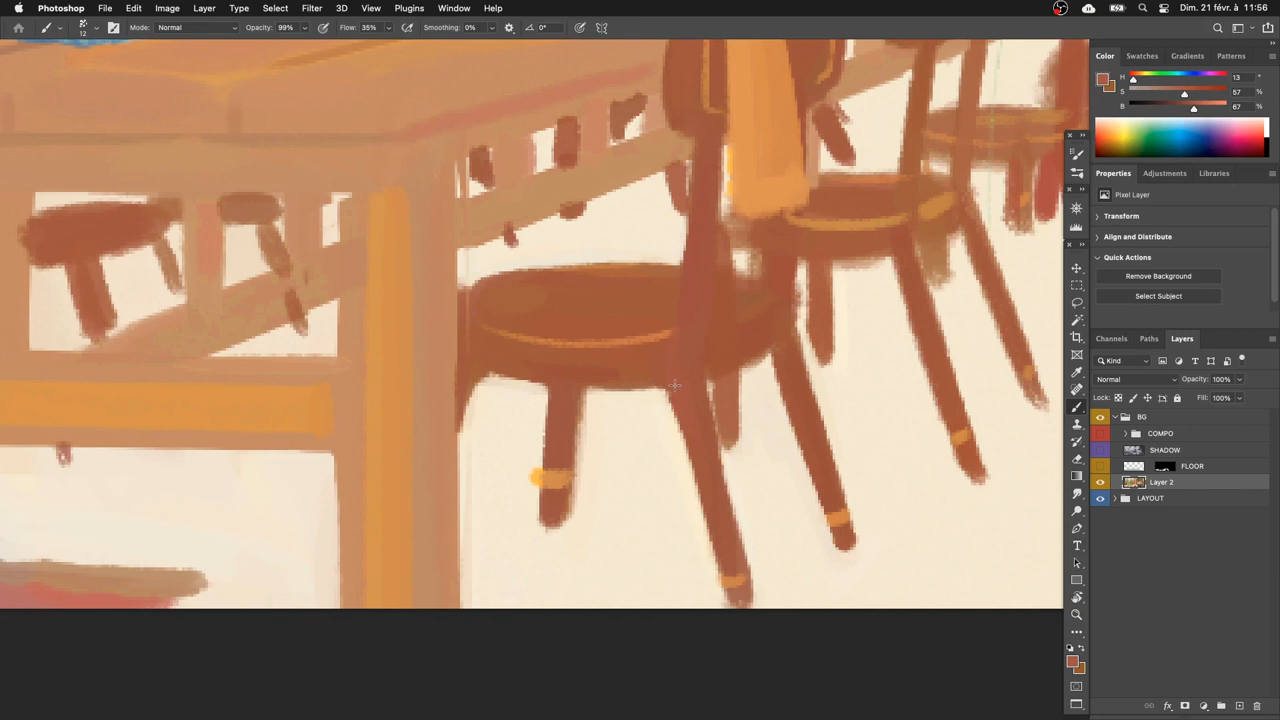 Photoshop File Edit Image Layer Type Select Filter 3D View Plugins Window Help Dim. 21 févr à 11:56
12 Mode: Normal Opacity: 99% Flow: 35% Smoothing: 0% 0°
Color Swatches Gradients Patterns
H 13 °
S 57 %
B 67 %
Properties Adjustments Libraries
Pixel Layer
Transform
Align and Distribute
Quick Actions
Remove Background
Select Subject
Channels Paths Layers
Kind
Normal Opacity: 100%
Lock: Fill: 100%
BG
COMPO
SHADOW
FLOOR
Layer 2
LAYOUT
fx